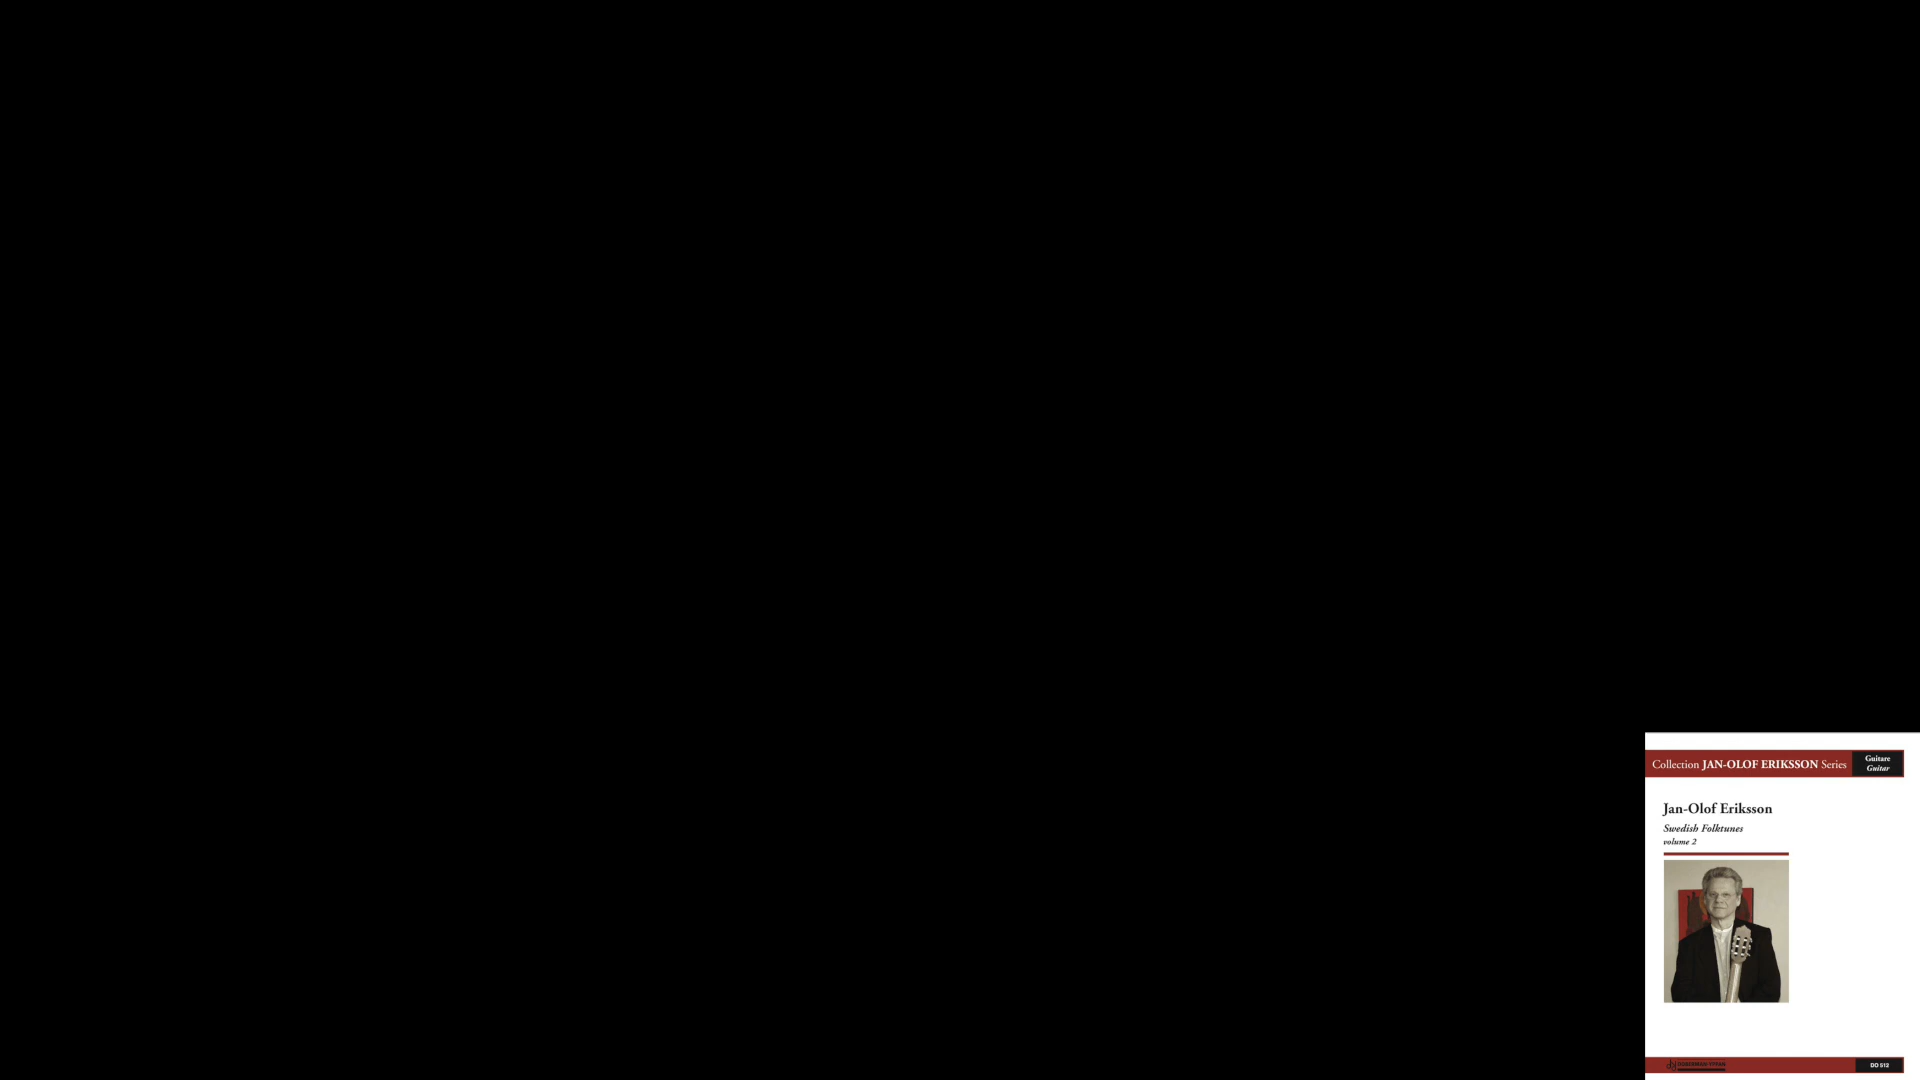 Collection JAN-OLOF ERIKSSON Series
Guitare
Guitar
Jan-Olof Eriksson
Swedish Folktunes
volume 2
DO 512